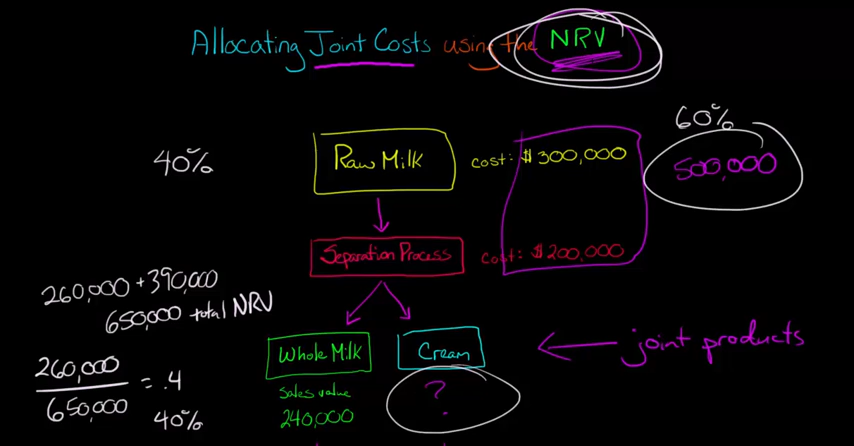 Allocating Joint Costs using the NRV
60%
40%
Raw Milk
cost: $300,000
500,000
Separation Process
cost: $200,000
260,000 + 390,000
650,000 total NRV
Whole Milk
Cream
joint products
260,000
650,000
= .4
40%
sales value
240,000
?